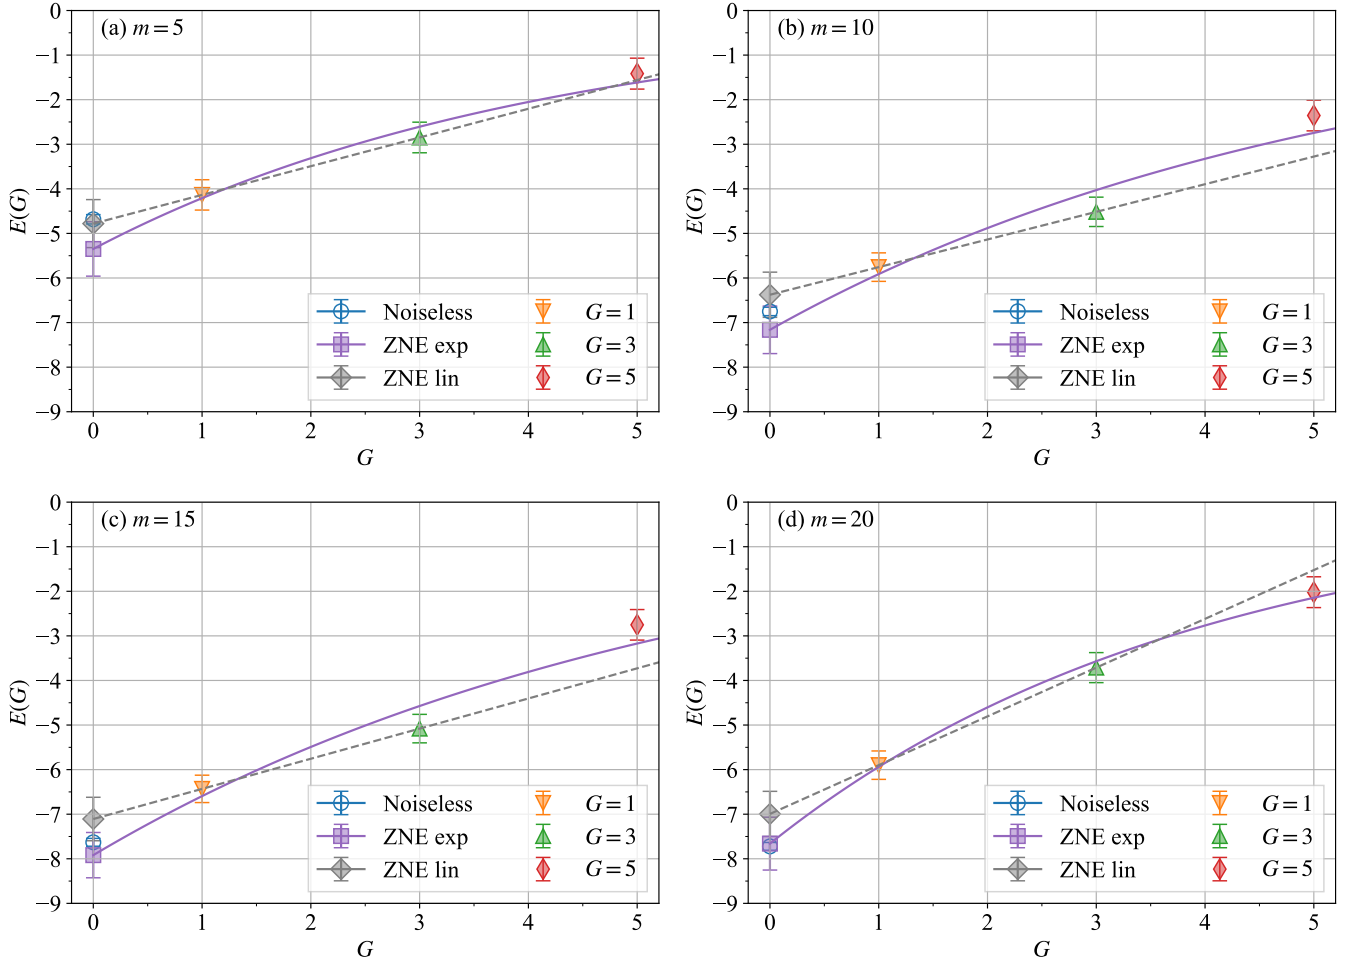 (a) m = 5
E(G)
0
−1
−2
−3
−4
−5
−6
−7
−8
−9
Noiseless
ZNE exp
ZNE lin
G = 1
G = 3
G = 5
0 1 2 3 4 5
G
(b) m = 10
E(G)
0
−1
−2
−3
−4
−5
−6
−7
−8
−9
Noiseless
ZNE exp
ZNE lin
G = 1
G = 3
G = 5
0 1 2 3 4 5
G
(c) m = 15
E(G)
0
−1
−2
−3
−4
−5
−6
−7
−8
−9
Noiseless
ZNE exp
ZNE lin
G = 1
G = 3
G = 5
0 1 2 3 4 5
G
(d) m = 20
E(G)
0
−1
−2
−3
−4
−5
−6
−7
−8
−9
Noiseless
ZNE exp
ZNE lin
G = 1
G = 3
G = 5
0 1 2 3 4 5
G